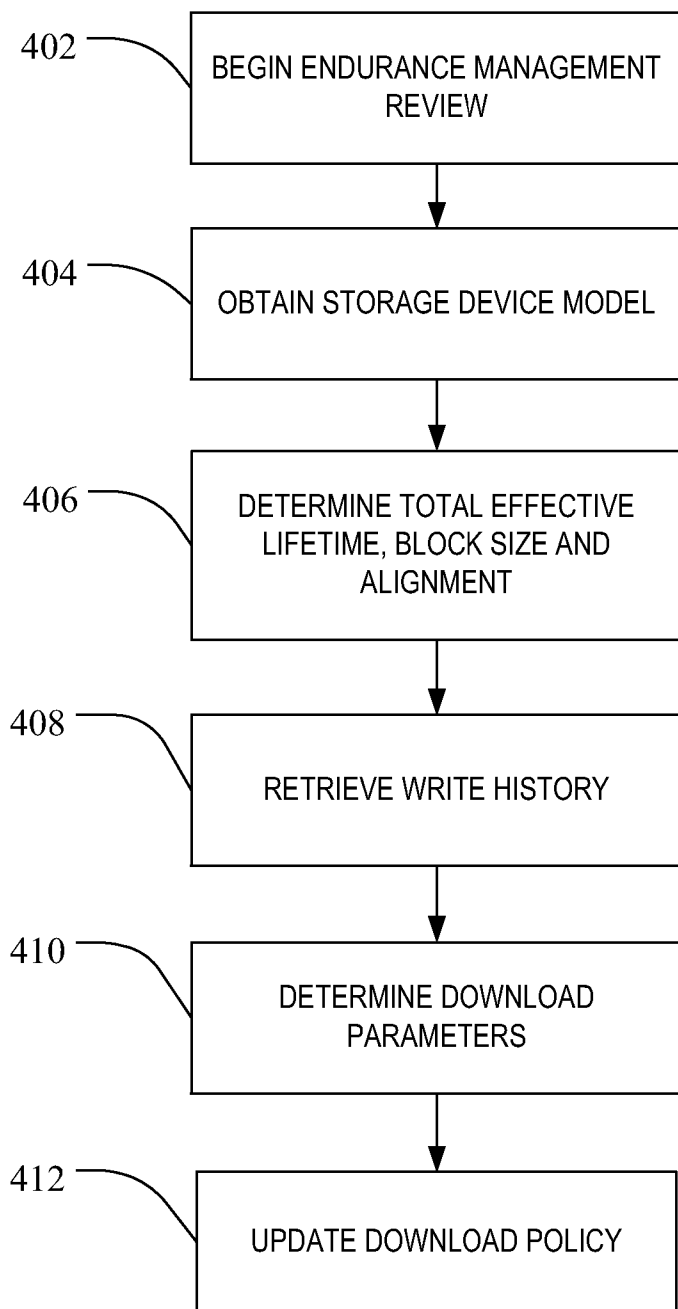 402
BEGIN ENDURANCE MANAGEMENT
REVIEW
404
OBTAIN STORAGE DEVICE MODEL
406
DETERMINE TOTAL EFFECTIVE
LIFETIME, BLOCK SIZE AND
ALIGNMENT
408
RETRIEVE WRITE HISTORY
410
DETERMINE DOWNLOAD
PARAMETERS
412
UPDATE DOWNLOAD POLICY